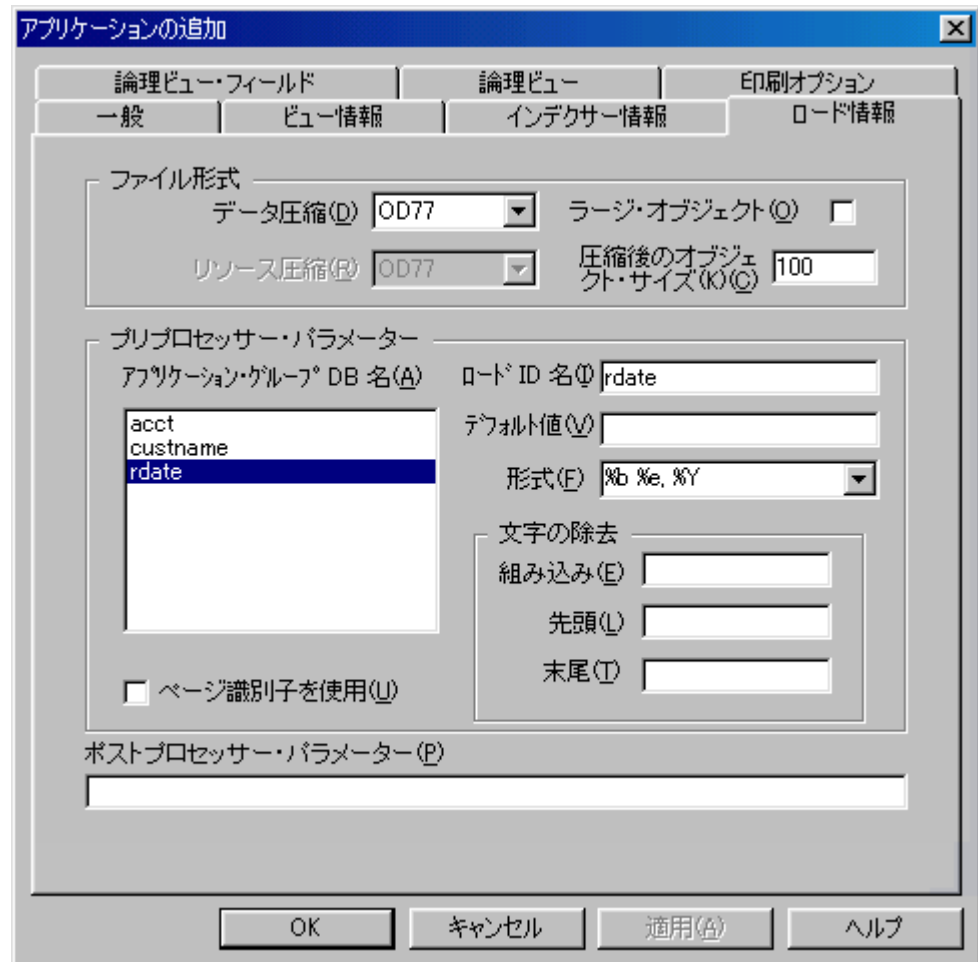 アプリケーションの追加
論理ビュー・フィールド 論理ビュー 印刷オプション
一般 ビュー情報 インデクサー情報 ロード情報
ファイル形式
データ圧縮(D) OD77 ラージ・オブジェクト(O)
リソース圧縮(R) OD77 圧縮後のオブジェ
クト・サイズ(K)(C) 100
プリプロセッサー・パラメーター
アプリケーション・グループ DB 名(A) ロード ID 名(I) rdate
acct
custname
rdate
デフォルト値(V)
形式(F) %b %e, %Y
文字の除去
組み込み(E)
先頭(L)
末尾(T)
ページ識別子を使用(U)
ポストプロセッサー・パラメーター(P)
OK キャンセル 適用(A) ヘルプ